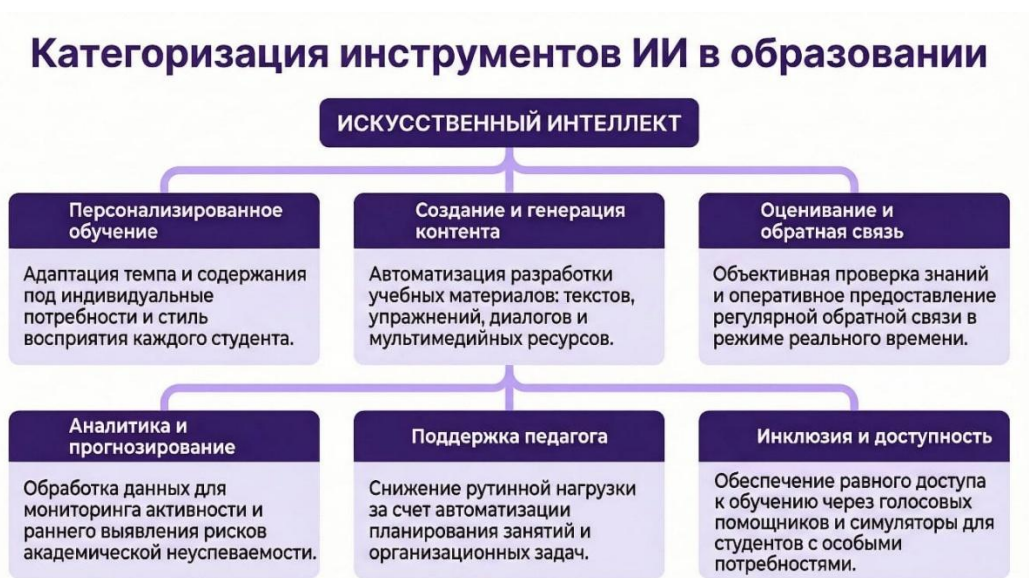 Категоризация инструментов ИИ в образовании
ИСКУССТВЕННЫЙ ИНТЕЛЛЕКТ
Персонализированное
обучение
Адаптация темпа и содержания
под индивидуальные
потребности и стиль
восприятия каждого студента.
Создание и генерация
контента
Автоматизация разработки
учебных материалов: текстов,
упражнений, диалогов и
мультимедийных ресурсов.
Оценивание и
обратная связь
Объективная проверка знаний
и оперативное предоставление
регулярной обратной связи в
режиме реального времени.
Аналитика и
прогнозирование
Обработка данных для
мониторинга активности и
раннего выявления рисков
академической неуспеваемости.
Поддержка педагога
Снижение рутинной нагрузки
за счет автоматизации
планирования занятий и
организационных задач.
Инклюзия и доступность
Обеспечение равного доступа
к обучению через голосовых
помощников и симуляторы для
студентов с особыми
потребностями.